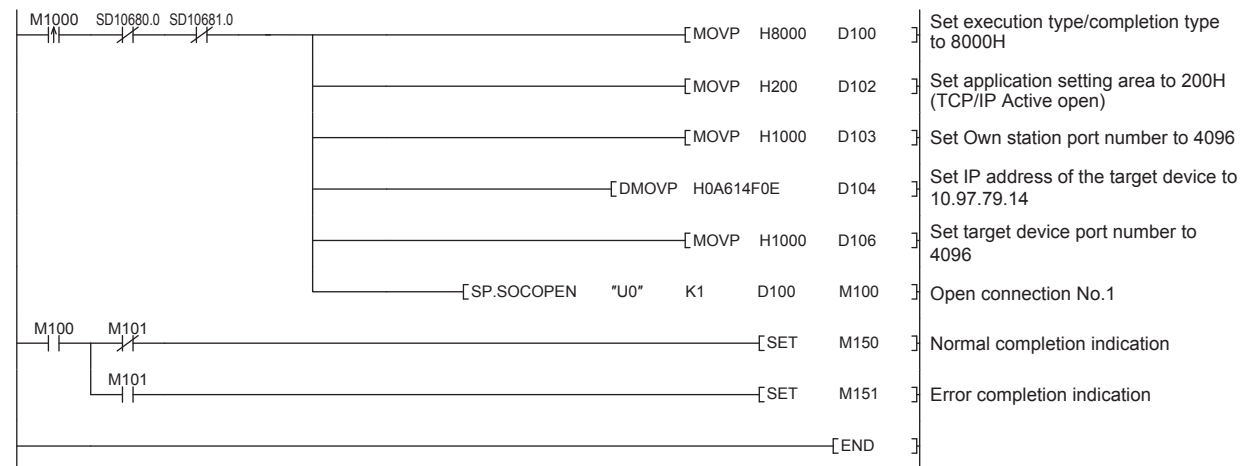 M1000 SD10680.0 SD10681.0
MOVP H8000 D100
Set execution type/completion type
to 8000H
MOVP H200 D102
Set application setting area to 200H
(TCP/IP Active open)
MOVP H1000 D103
Set Own station port number to 4096
DMOVP H0A614F0E D104
Set IP address of the target device to
10.97.79.14
MOVP H1000 D106
Set target device port number to
4096
SP.SOCOPEN "U0" K1 D100 M100
Open connection No.1
M100 M101
SET M150
Normal completion indication
M101
SET M151
Error completion indication
END